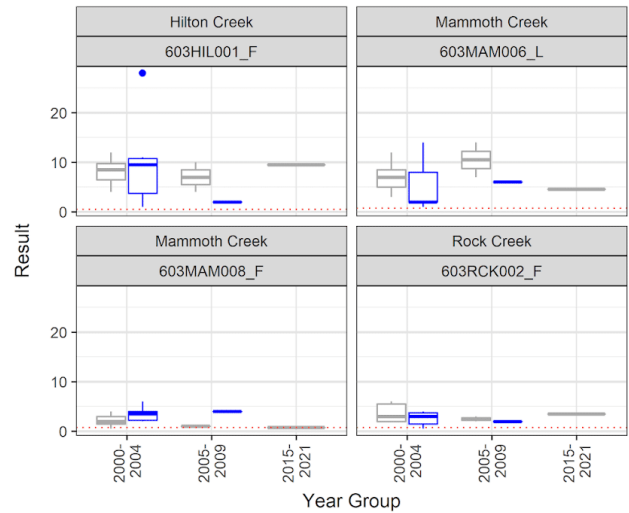 Hilton Creek
Mammoth Creek
603HIL001_F
603MAM006_L
20
10
0
Mammoth Creek
Rock Creek
603MAM008_F
603RCK002_F
20
10
0
Result
2000-
2004
2005-
2009
2015-
2021
2000-
2004
2005-
2009
2015-
2021
Year Group